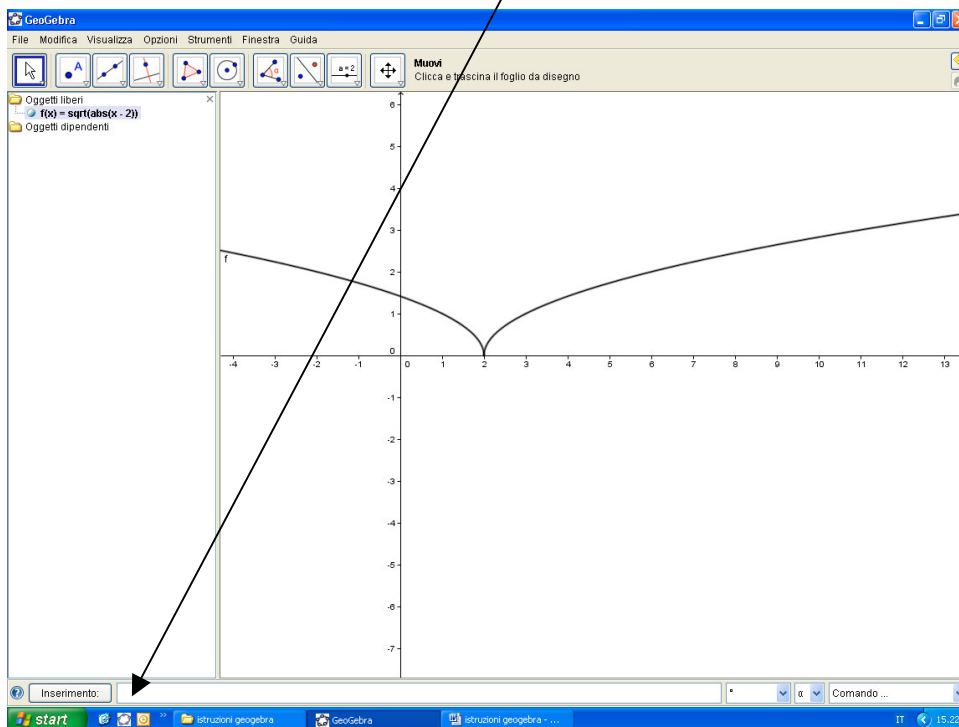 GeoGebra
File Modifica Visualizza Opzioni Strumenti Finestra Guida
A
α
a = 2
Muovi
Clicca e trascina il foglio da disegno
Oggetti liberi
f(x) = sqrt(abs(x - 2))
Oggetti dipendenti
6
5
4
3
2
1
0
f
-4 -3 -2 -1 0 1 2 3 4 5 6 7 8 9 10 11 12 13
-1
-2
-3
-4
-5
-6
-7
Inserimento: ° α Comando ...
start istruzioni geogebra GeoGebra istruzioni geogebra - ... IT 15.22